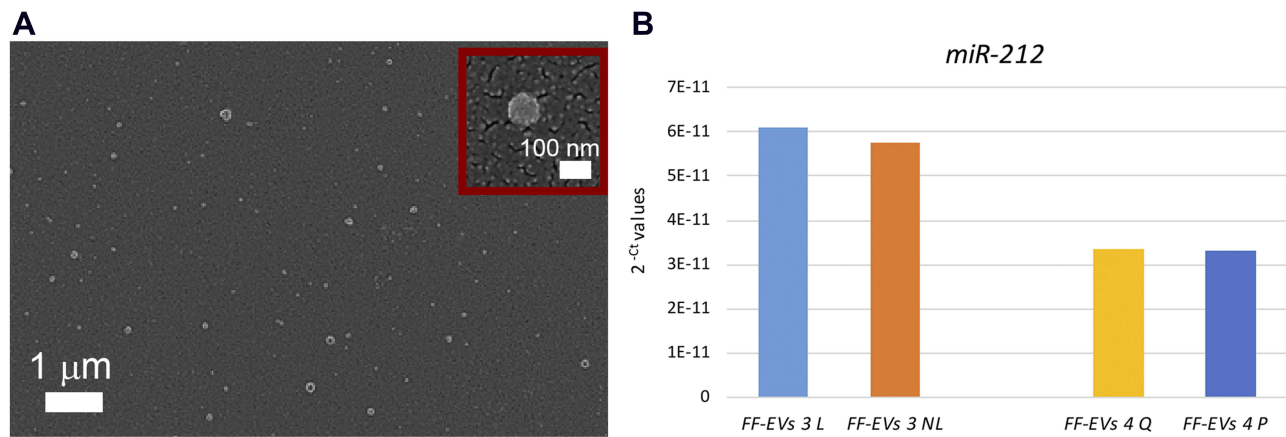 A
100 nm
1 μm
B
miR-212
2⁻ᶜᵗ values
7E-11
6E-11
5E-11
4E-11
3E-11
2E-11
1E-11
0
FF-EVs 3 L
FF-EVs 3 NL
FF-EVs 4 Q
FF-EVs 4 P